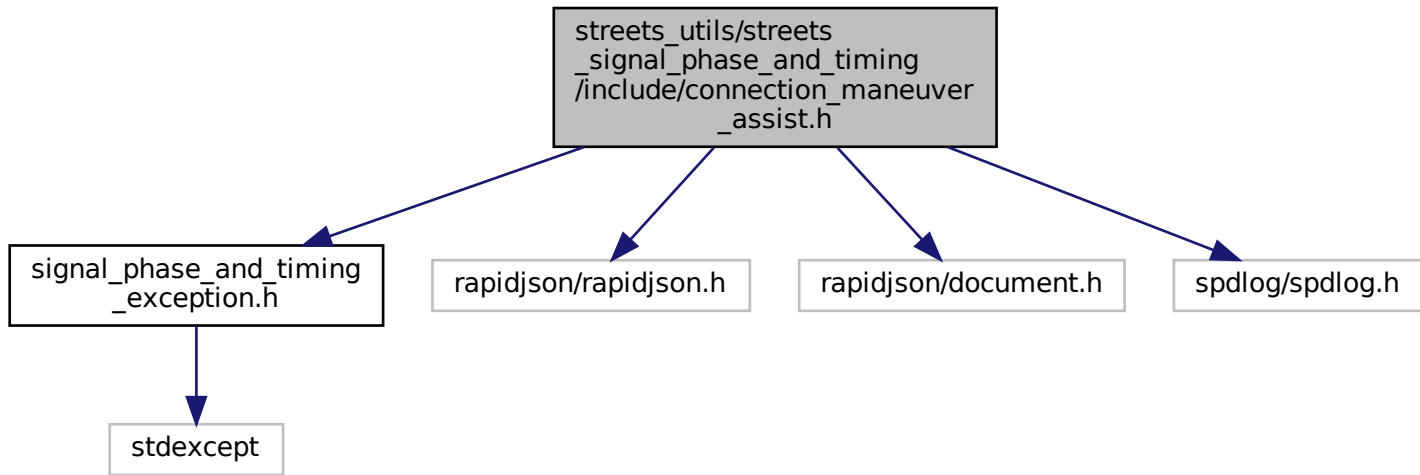 streets_utils/streets
_signal_phase_and_timing
/include/connection_maneuver
_assist.h
signal_phase_and_timing
_exception.h
rapidjson/rapidjson.h
rapidjson/document.h
spdlog/spdlog.h
stdexcept